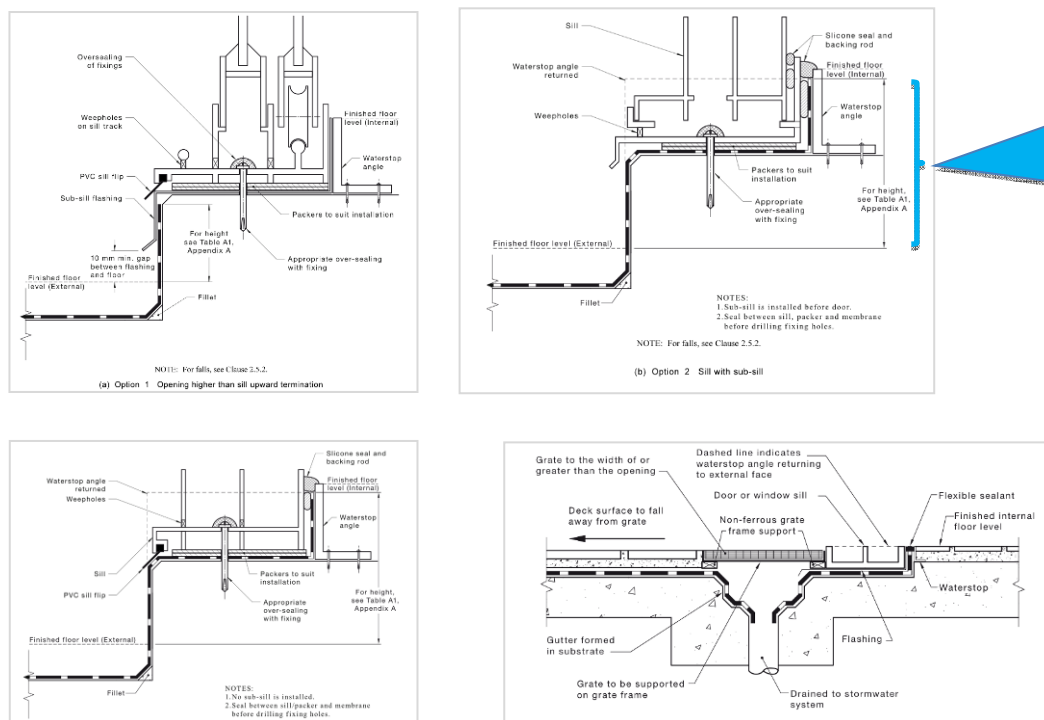 Oversealing
of fixings
Weepholes
on sill track
PVC sill flip
Sub-sill flashing
10 mm min. gap
between flashing
and floor
Finished floor
level (External)
For height
see Table A1,
Appendix A
Fillet
Finished floor
level (Internal)
Waterstop
angle
Packers to suit installation
Appropriate over-sealing
with fixing
NOTE: For falls, see Clause 2.5.2.
(a) Option 1 Opening higher than sill upward termination
Sill
Waterstop angle
returned
Weepholes
Slicone seal and
backing rod
Finished floor
level (Internal)
Waterstop
angle
Packers to suit
installation
Appropriate
over-sealing
with fixing
For height,
see Table A1,
Appendix A
Finished floor level (External)
Fillet
NOTES:
1. Sub-sill is installed before door.
2. Seal between sill, packer and membrane
before drilling fixing holes.
NOTE: For falls, see Clause 2.5.2.
(b) Option 2 Sill with sub-sill
Waterstop angle
returned
Weepholes
Slicone seal and
backing rod
Finished floor
level (Internal)
Waterstop
angle
Sill
PVC sill flip
Packers to suit
installation
Appropriate
over-sealing
with fixing
For height,
see Table A1,
Appendix A
Finished floor level (External)
Fillet
NOTES:
1. No sub-sill is installed.
2. Seal between sill/packer and membrane
before drilling fixing holes.
Grate to the width of or
greater than the opening
Dashed line indicates
waterstop angle returning
to external face
Deck surface to fall
away from grate
Door or window sill
Non-ferrous grate
frame support
Flexible sealant
Finished internal
floor level
Waterstop
Flashing
Gutter formed
in substrate
Grate to be supported
on grate frame
Drained to stormwater
system